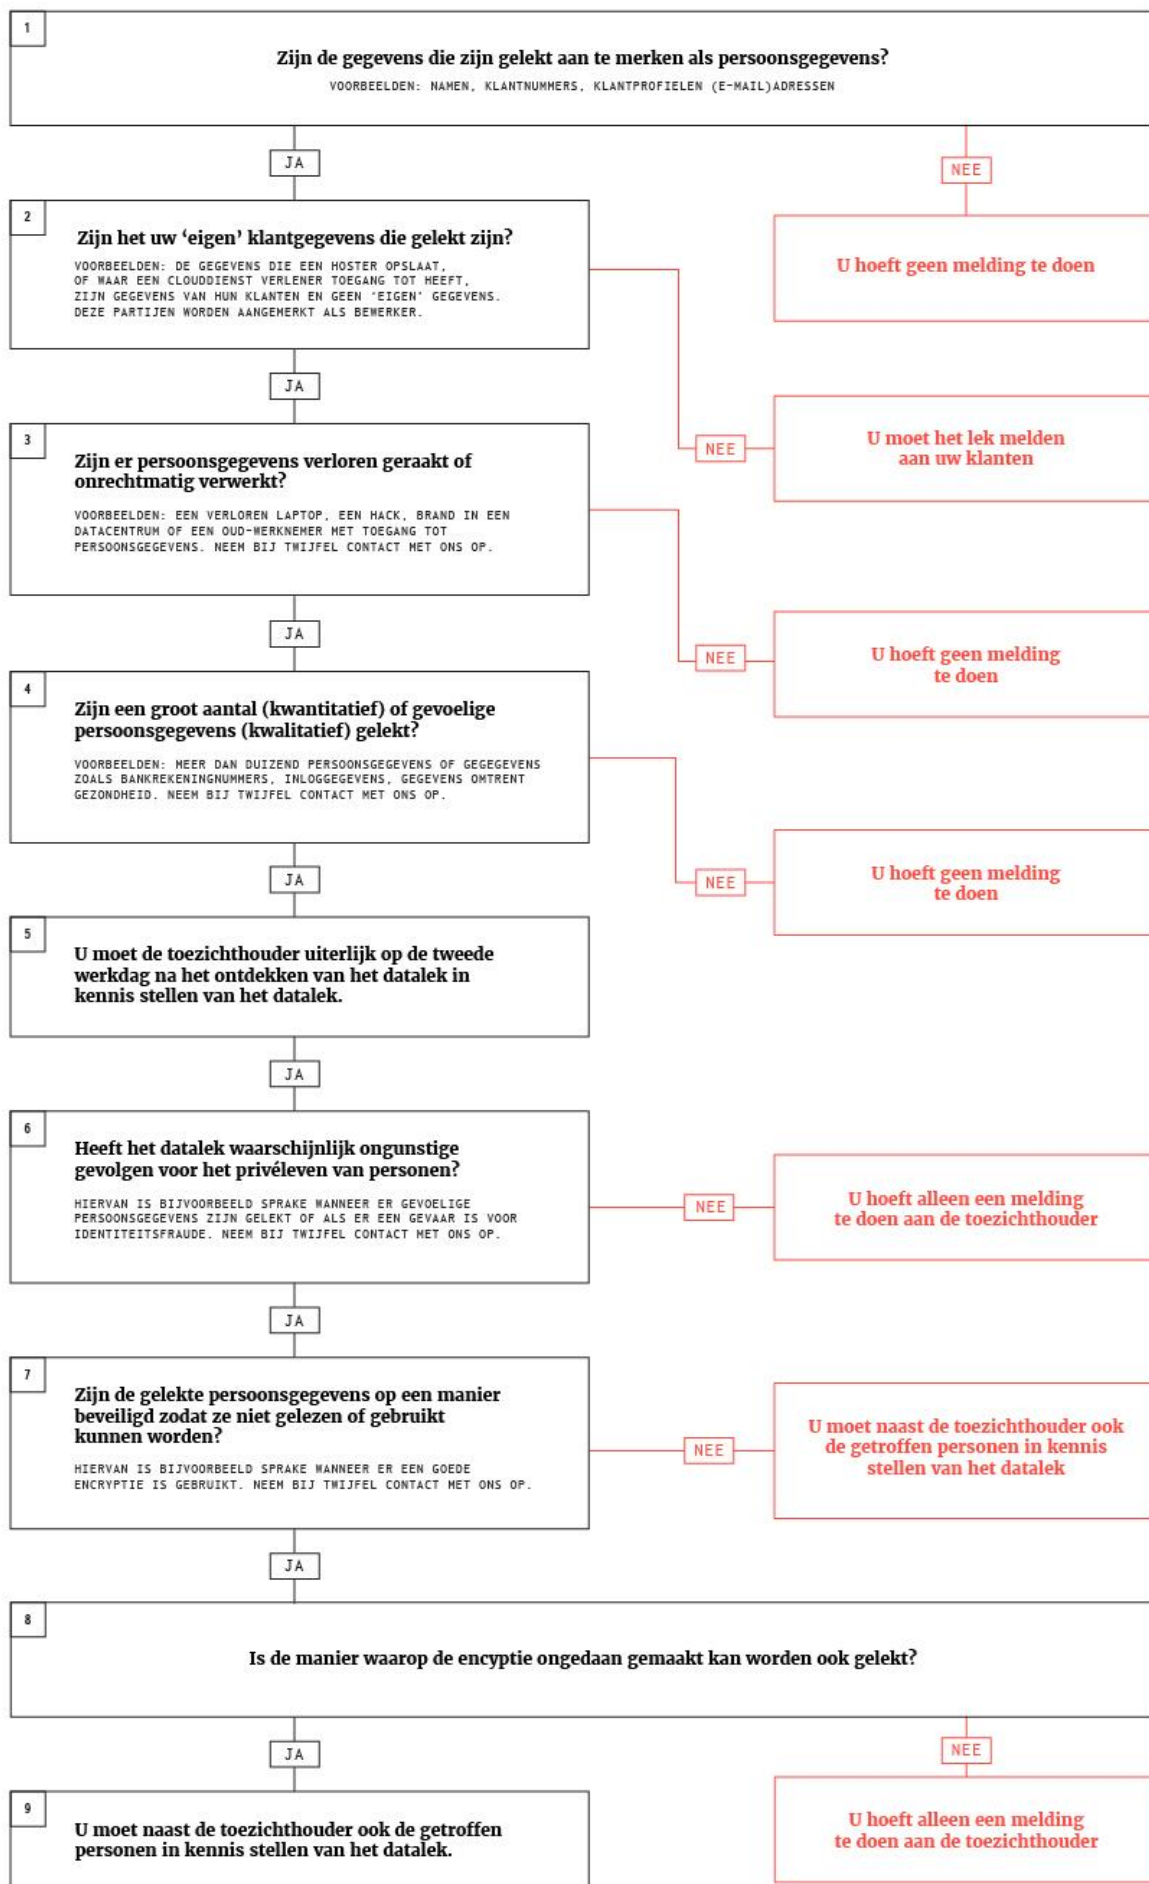 1
Zijn de gegevens die zijn gelekt aan te merken als persoonsgegevens?
VOORBEELDEN: NAMEN, KLANTNUMMERS, KLANTPROFIELEN (E-MAIL)ADRESSEN
JA
NEE
2
Zijn het uw ‘eigen’ klantgegevens die gelekt zijn?
VOORBEELDEN: DE GEGEVENS DIE EEN HOSTER OPSLAAT,
OF WAAR EEN CLOUDDIENST VERLENER TOEGANG TOT HEEFT,
ZIJN GEGEVENS VAN HUN KLANTEN EN GEEN ‘EIGEN’ GEGEVENS.
DEZE PARTIJEN WORDEN AANGEMERKT ALS BEWERKER.
U hoeft geen melding te doen
JA
NEE
U moet het lek melden
aan uw klanten
3
Zijn er persoonsgegevens verloren geraakt of
onrechtmatig verwerkt?
VOORBEELDEN: EEN VERLOREN LAPTOP, EEN HACK, BRAND IN EEN
DATACENTRUM OF EEN OUD-WERKNEMER MET TOEGANG TOT
PERSOONSGEGEVENS. NEEM BIJ TWIJFEL CONTACT MET ONS OP.
JA
NEE
U hoeft geen melding
te doen
4
Zijn een groot aantal (kwantitatief) of gevoelige
persoonsgegevens (kwalitatief) gelekt?
VOORBEELDEN: MEER DAN DUIZEND PERSOONSGEGEVENS OF GEGEGEVENS
ZOALS BANKREKENINGNUMMERS, INLOGGEGEVENS, GEGEVENS OMTRENT
GEZONDHEID. NEEM BIJ TWIJFEL CONTACT MET ONS OP.
JA
NEE
U hoeft geen melding
te doen
5
U moet de toezichthouder uiterlijk op de tweede
werkdag na het ontdekken van het datalek in
kennis stellen van het datalek.
JA
6
Heeft het datalek waarschijnlijk ongunstige
gevolgen voor het privéleven van personen?
HIERVAN IS BIJVOORBEELD SPRAKE WANNEER ER GEVOELIGE
PERSOONSGEGEVENS ZIJN GELEKT OF ALS ER EEN GEVAAR IS VOOR
IDENTITEITSFRAUDE. NEEM BIJ TWIJFEL CONTACT MET ONS OP.
NEE
U hoeft alleen een melding
te doen aan de toezichthouder
JA
7
Zijn de gelekte persoonsgegevens op een manier
beveiligd zodat ze niet gelezen of gebruikt
kunnen worden?
HIERVAN IS BIJVOORBEELD SPRAKE WANNEER ER EEN GOEDE
ENCRYPTIE IS GEBRUIKT. NEEM BIJ TWIJFEL CONTACT MET ONS OP.
NEE
U moet naast de toezichthouder ook
de getroffen personen in kennis
stellen van het datalek
JA
8
Is de manier waarop de encyptie ongedaan gemaakt kan worden ook gelekt?
JA
NEE
9
U moet naast de toezichthouder ook de getroffen
personen in kennis stellen van het datalek.
U hoeft alleen een melding
te doen aan de toezichthouder